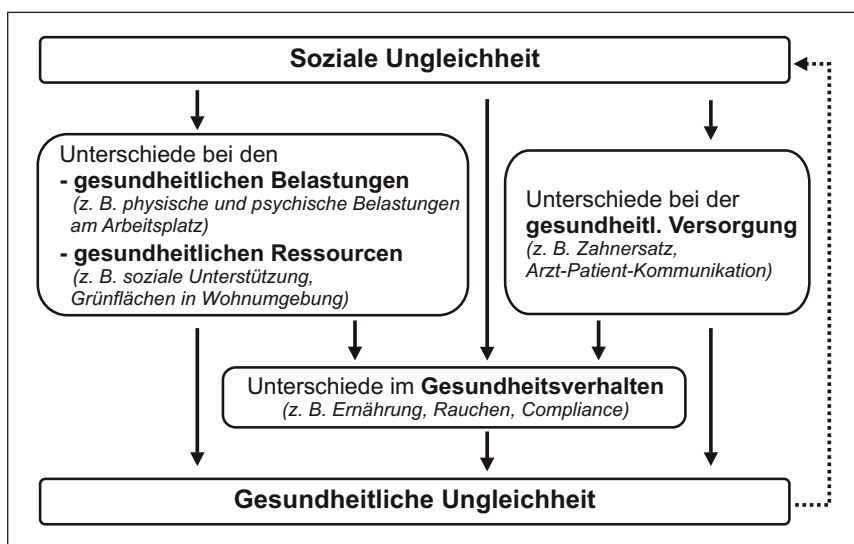 Soziale Ungleichheit
Unterschiede bei den
- gesundheitlichen Belastungen
(z. B. physische und psychische Belastungen
am Arbeitsplatz)
- gesundheitlichen Ressourcen
(z. B. soziale Unterstützung,
Grünflächen in Wohnumgebung)
Unterschiede bei der
gesundheitl. Versorgung
(z. B. Zahnersatz,
Arzt-Patient-Kommunikation)
Unterschiede im Gesundheitsverhalten
(z. B. Ernährung, Rauchen, Compliance)
Gesundheitliche Ungleichheit